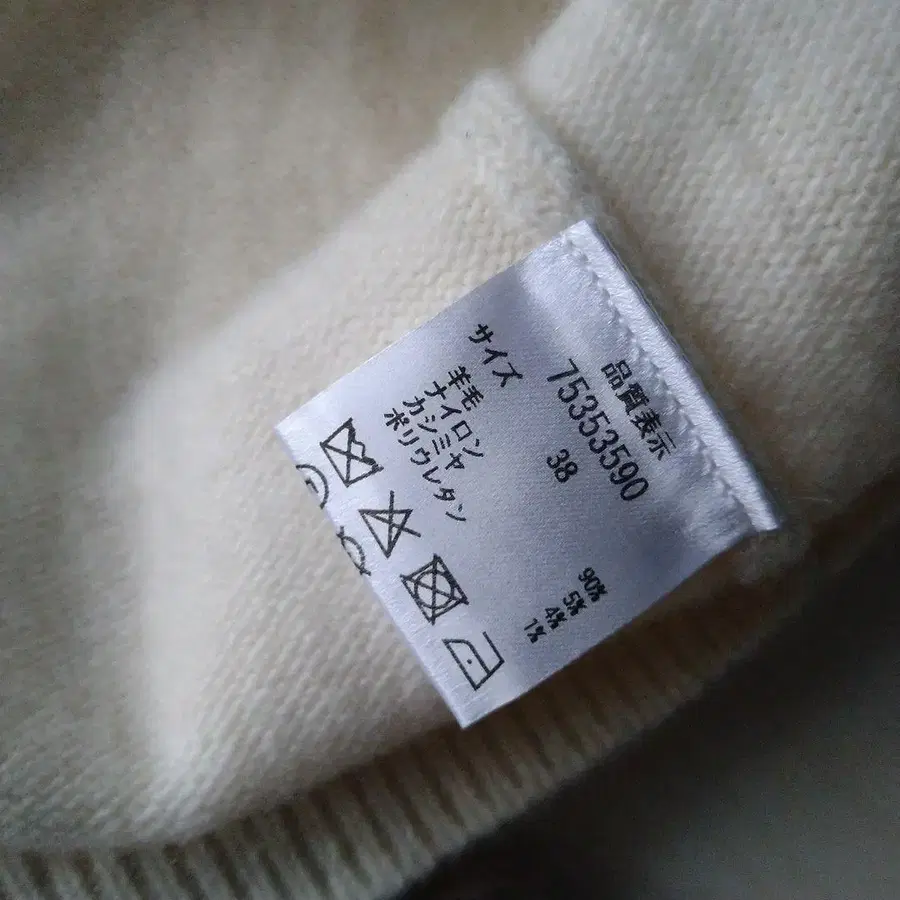 品質表示
75353590
サイズ 38
羊毛 90%
ナイロン 5%
カシミヤ 4%
ポリウレタン 1%